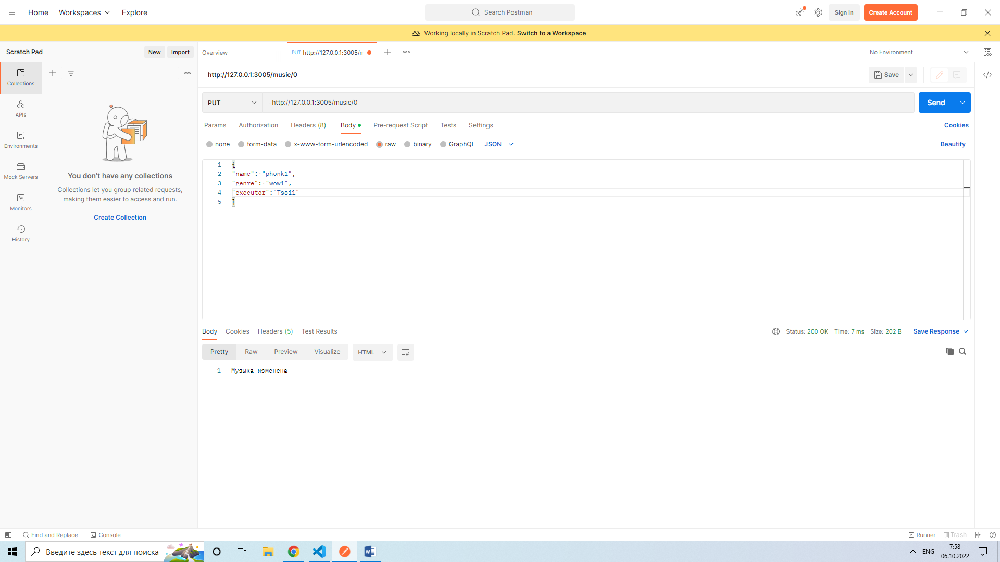 Home
Workspaces
Explore
Search Postman
Sign In
Create Account
Working locally in Scratch Pad. Switch to a Workspace
Scratch Pad
New
Import
Overview
PUT http://127.0.0.1:3005/m
No Environment
Collections
APIs
Environments
Mock Servers
Monitors
History
You don't have any collections
Collections let you group related requests,
making them easier to access and run.
Create Collection
http://127.0.0.1:3005/music/0
Save
PUT
http://127.0.0.1:3005/music/0
Send
Params
Authorization
Headers (8)
Body
Pre-request Script
Tests
Settings
Cookies
none
form-data
x-www-form-urlencoded
raw
binary
GraphQL
JSON
Beautify
1 {
2 "name": "phonk1",
3 "genre": "wow1",
4 "executor":"Tsoi1"
5 }
Body
Cookies
Headers (5)
Test Results
Status: 200 OK
Time: 7 ms
Size: 202 B
Save Response
Pretty
Raw
Preview
Visualize
HTML
1 Музыка изменена
Find and Replace
Console
Runner
Trash
Введите здесь текст для поиска
ENG
7:58
06.10.2022